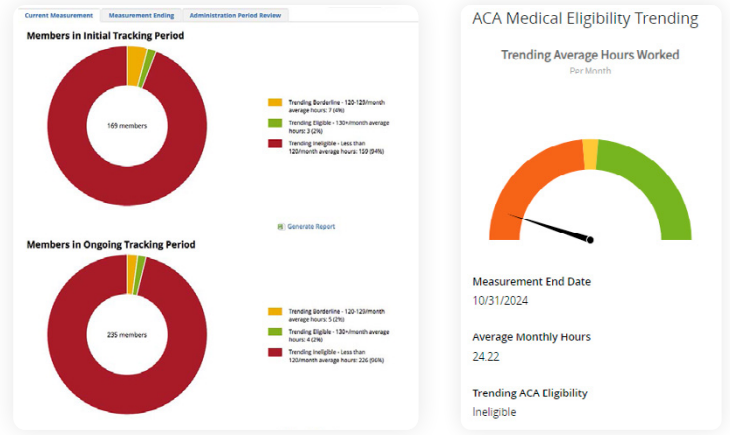 Current Measurement
Measurement Ending
Administration Period Review
Members in Initial Tracking Period
169 members
Trending Borderline - 120-129/month
average hours: 7 (4%)
Trending Eligible - 130+/month average
hours: 3 (2%)
Trending Ineligible - Less than
120/month average hours: 159 (94%)
Generate Report
Members in Ongoing Tracking Period
235 members
Trending Borderline - 120-129/month
average hours: 5 (2%)
Trending Eligible - 130+/month average
hours: 4 (2%)
Trending Ineligible - Less than
120/month average hours: 226 (96%)
ACA Medical Eligibility Trending
Trending Average Hours Worked
Per Month
Measurement End Date
10/31/2024
Average Monthly Hours
24.22
Trending ACA Eligibility
Ineligible